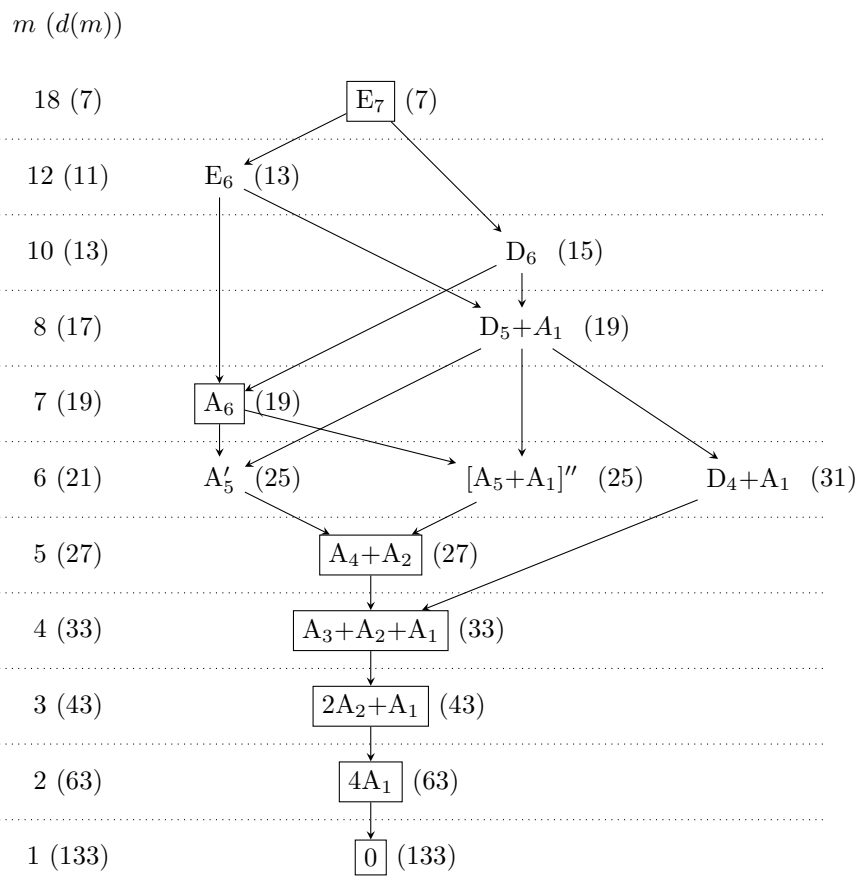 m (d(m))
18 (7) E₇ (7)
12 (11) E₆ (13)
10 (13) D₆ (15)
8 (17) D₅+A₁ (19)
7 (19) A₆ (19)
6 (21) A′₅ (25) [A₅+A₁]′′ (25) D₄+A₁ (31)
5 (27) A₄+A₂ (27)
4 (33) A₃+A₂+A₁ (33)
3 (43) 2A₂+A₁ (43)
2 (63) 4A₁ (63)
1 (133) 0 (133)